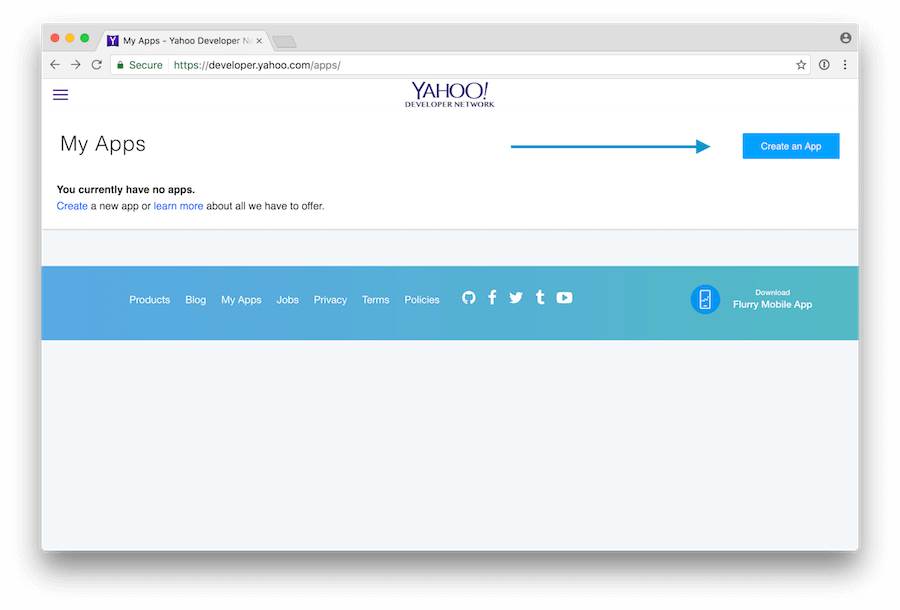 My Apps - Yahoo Developer Ne
Secure https://developer.yahoo.com/apps/
YAHOO!
DEVELOPER NETWORK
My Apps
Create an App
You currently have no apps.
Create a new app or learn more about all we have to offer.
Products Blog My Apps Jobs Privacy Terms Policies
Download
Flurry Mobile App